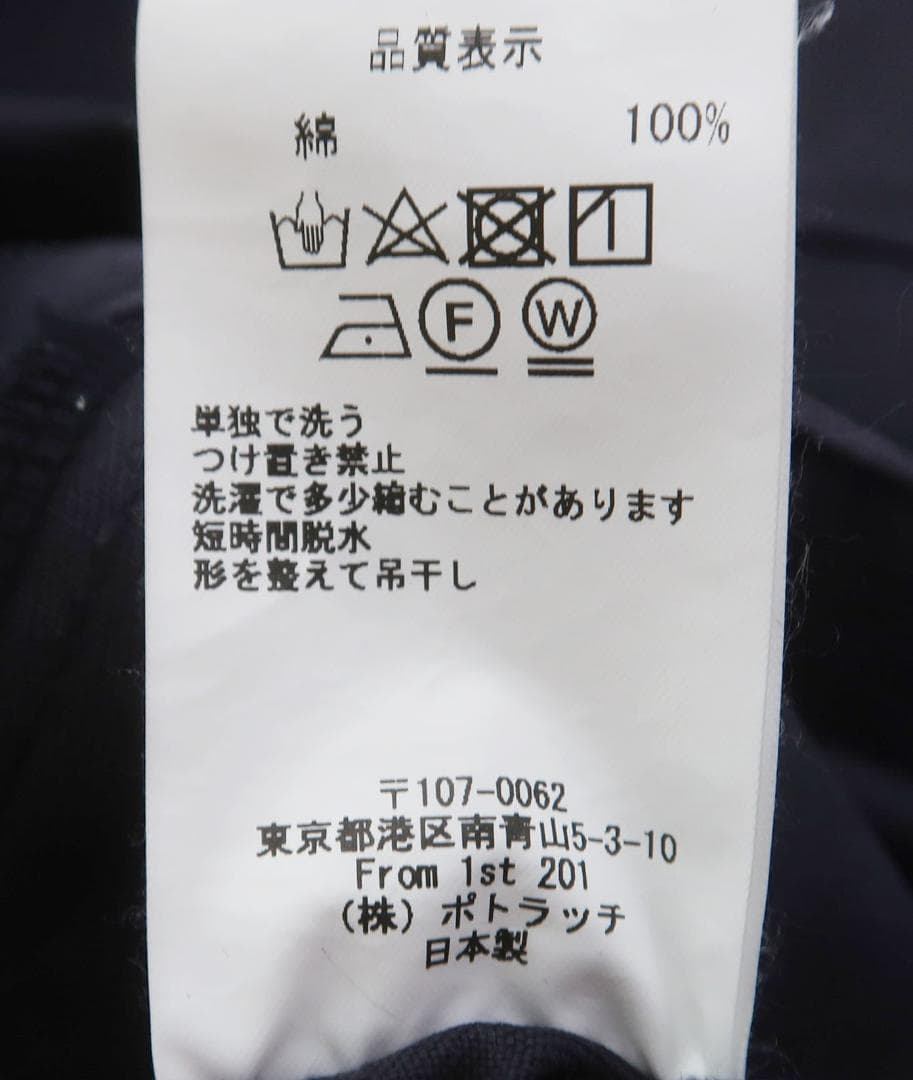 品質表示
綿 100%
F W
単独で洗う
つけ置き禁止
洗濯で多少縮むことがあります
短時間脱水
形を整えて吊干し
〒107-0062
東京都港区南青山5-3-10
From 1st 201
(株) ポトラッチ
日本製